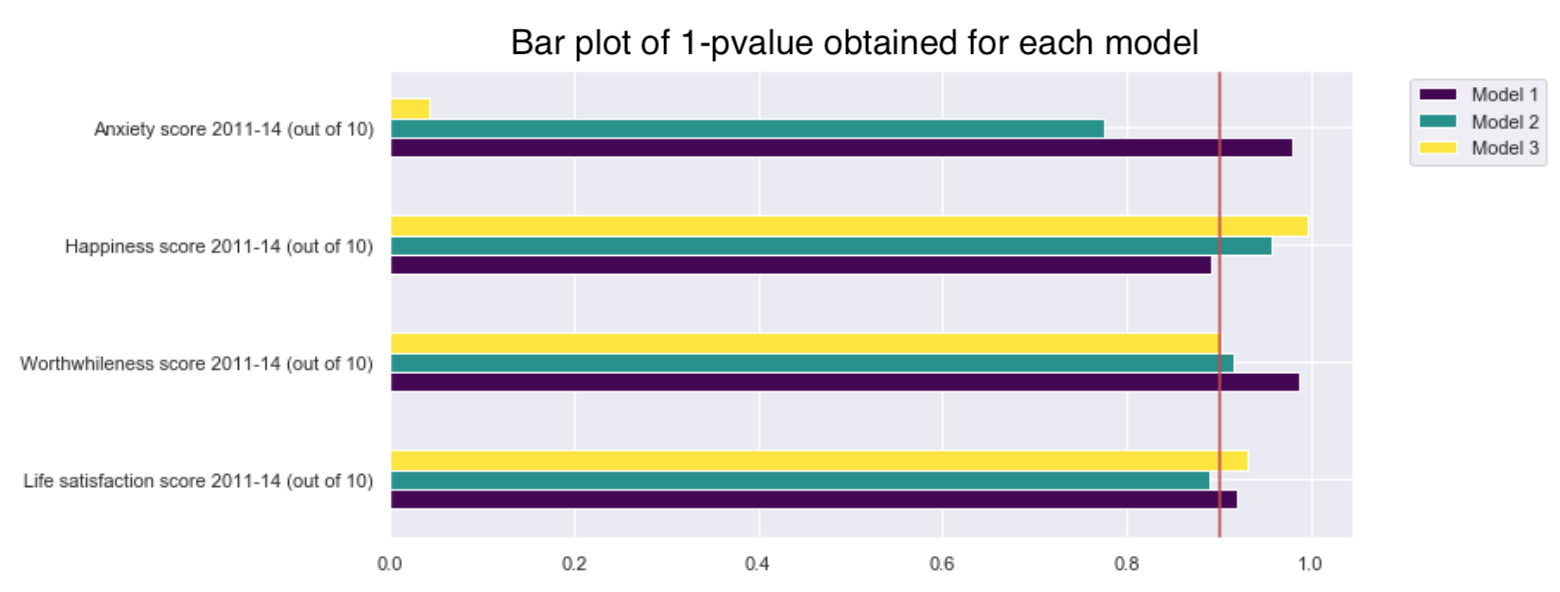 Bar plot of 1-pvalue obtained for each model
Model 1
Model 2
Model 3
Anxiety score 2011-14 (out of 10)
Happiness score 2011-14 (out of 10)
Worthwhileness score 2011-14 (out of 10)
Life satisfaction score 2011-14 (out of 10)
0.0 0.2 0.4 0.6 0.8 1.0